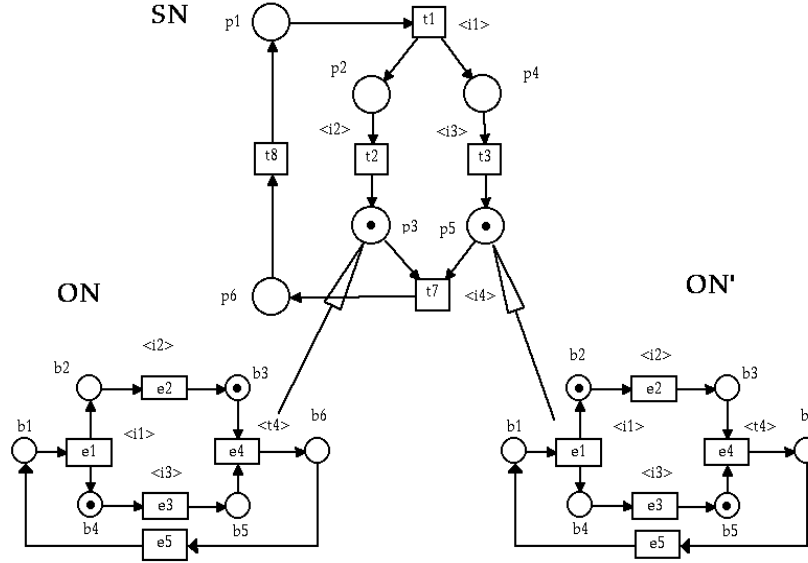 SN
p1
t1
<i1>
p2
p4
<i2>
<i3>
t8
t2
t3
p3
p5
p6
t7
<i4>
ON
ON'
<i2>
b2
e2
b3
b1
<i1>
<t4>
b6
e1
e4
<i3>
b4
e3
b5
e5
<i2>
b2
e2
b3
b1
<i1>
<t4>
b
e1
e4
<i3>
b4
e3
b5
e5